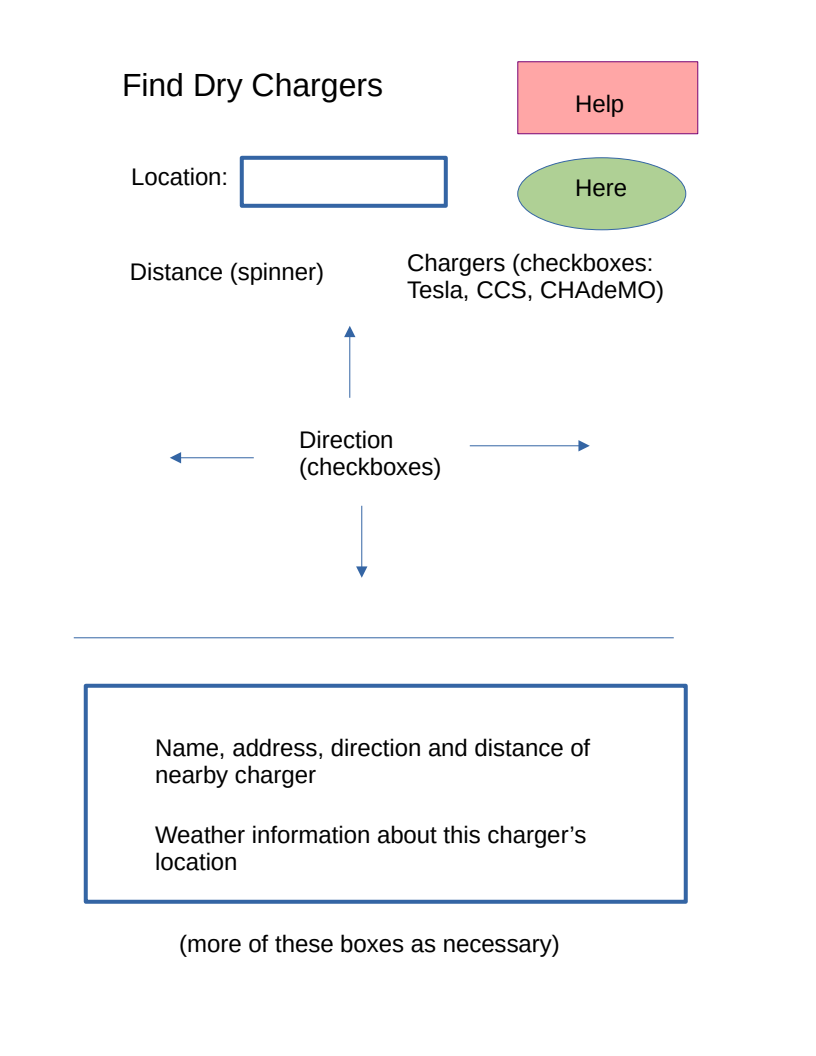 Find Dry Chargers
Help
Location:
Here
Distance (spinner)
Chargers (checkboxes:
Tesla, CCS, CHAdeMO)
Direction
(checkboxes)
Name, address, direction and distance of
nearby charger
Weather information about this charger’s
location
(more of these boxes as necessary)